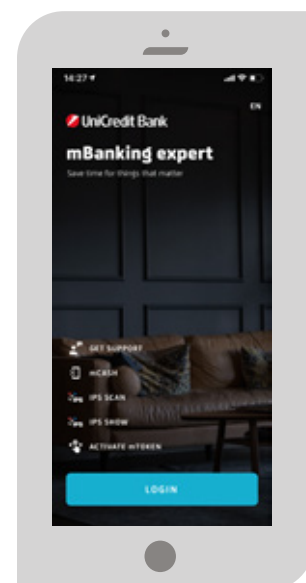 14:27
EN
UniCredit Bank
mBanking expert
Save time for things that matter
GET SUPPORT
mCASH
IPS SCAN
IPS SHOW
ACTIVATE mTOKEN
LOGIN